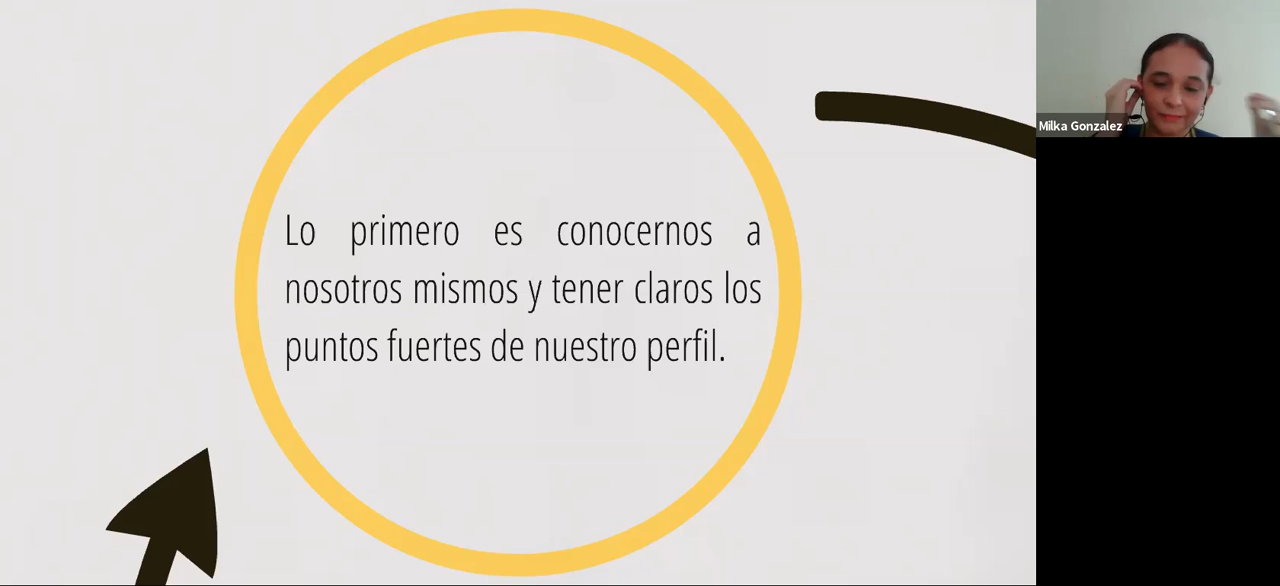 Lo primero es conocernos a
nosotros mismos y tener claros los
puntos fuertes de nuestro perfil.
Milka Gonzalez